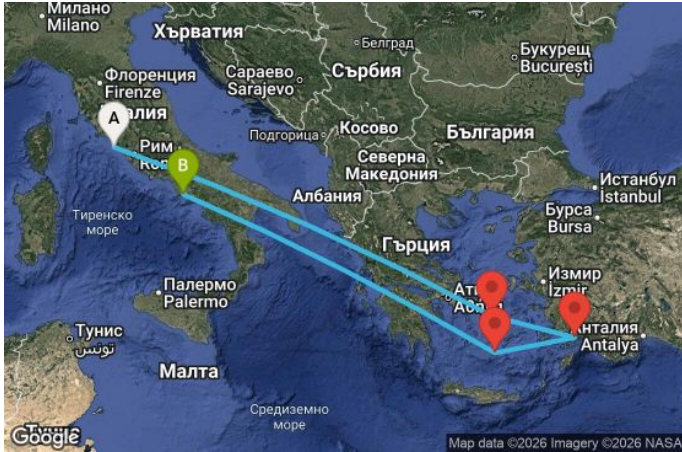 Милано
Milano
Хърватия
Белград
Букурещ
București
Флоренция
Firenze
Сараево
Sarajevo
Сърбия
A
Подгорица
Косово
България
Рим
B
Северна
Македония
Албания
Истанбул
İstanbul
Бурса
Bursa
Тиренско
море
Гърция
Измир
İzmir
Палермо
Palermo
Анталия
Antalya
Тунис
تونس
Малта
Средиземно
море
Google
Map data ©2026 Imagery ©2026 NASA